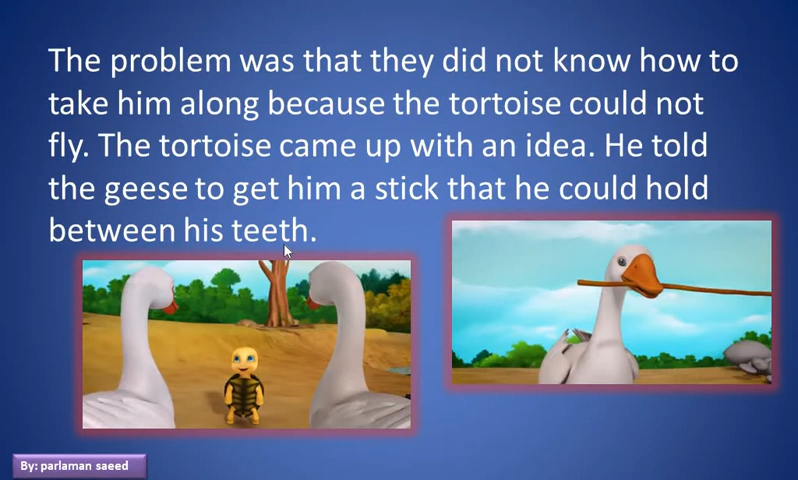 The problem was that they did not know how to
take him along because the tortoise could not
fly. The tortoise came up with an idea. He told
the geese to get him a stick that he could hold
between his teeth.
By: parlaman saeed